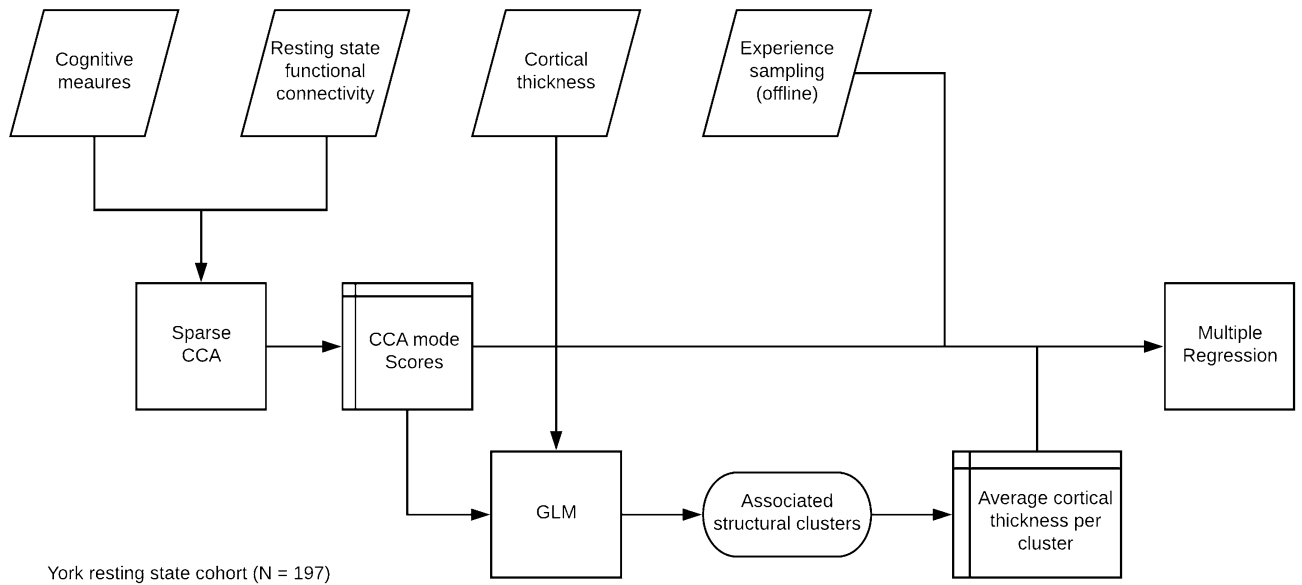 Cognitive
meaures
Resting state
functional
connectivity
Cortical
thickness
Experience
sampling
(offline)
Sparse
CCA
CCA mode
Scores
Multiple
Regression
GLM
Associated
structural clusters
Average cortical
thickness per
cluster
York resting state cohort (N = 197)